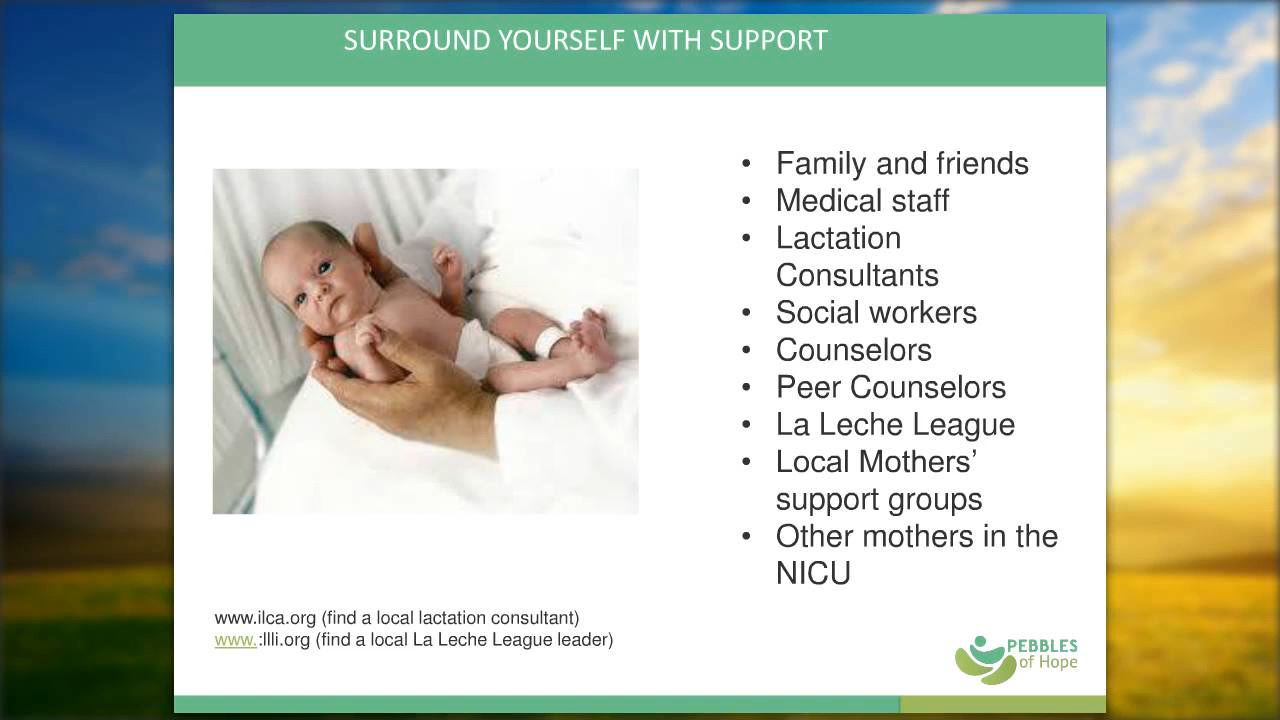 SURROUND YOURSELF WITH SUPPORT
• Family and friends
• Medical staff
• Lactation
Consultants
• Social workers
• Counselors
• Peer Counselors
• La Leche League
• Local Mothers’
support groups
• Other mothers in the
NICU
www.ilca.org (find a local lactation consultant)
www.:llli.org (find a local La Leche League leader)
PEBBLES
of Hope